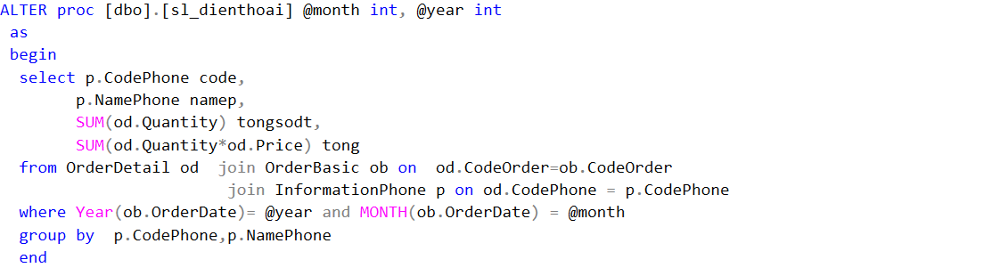 ALTER proc [dbo].[sl_dienthoai] @month int, @year int
as
begin
select p.CodePhone code,
p.NamePhone namep,
SUM(od.Quantity) tongsodt,
SUM(od.Quantity*od.Price) tong
from OrderDetail od  join OrderBasic ob on  od.CodeOrder=ob.CodeOrder
join InformationPhone p on od.CodePhone = p.CodePhone
where Year(ob.OrderDate)= @year and MONTH(ob.OrderDate) = @month
group by  p.CodePhone,p.NamePhone
end